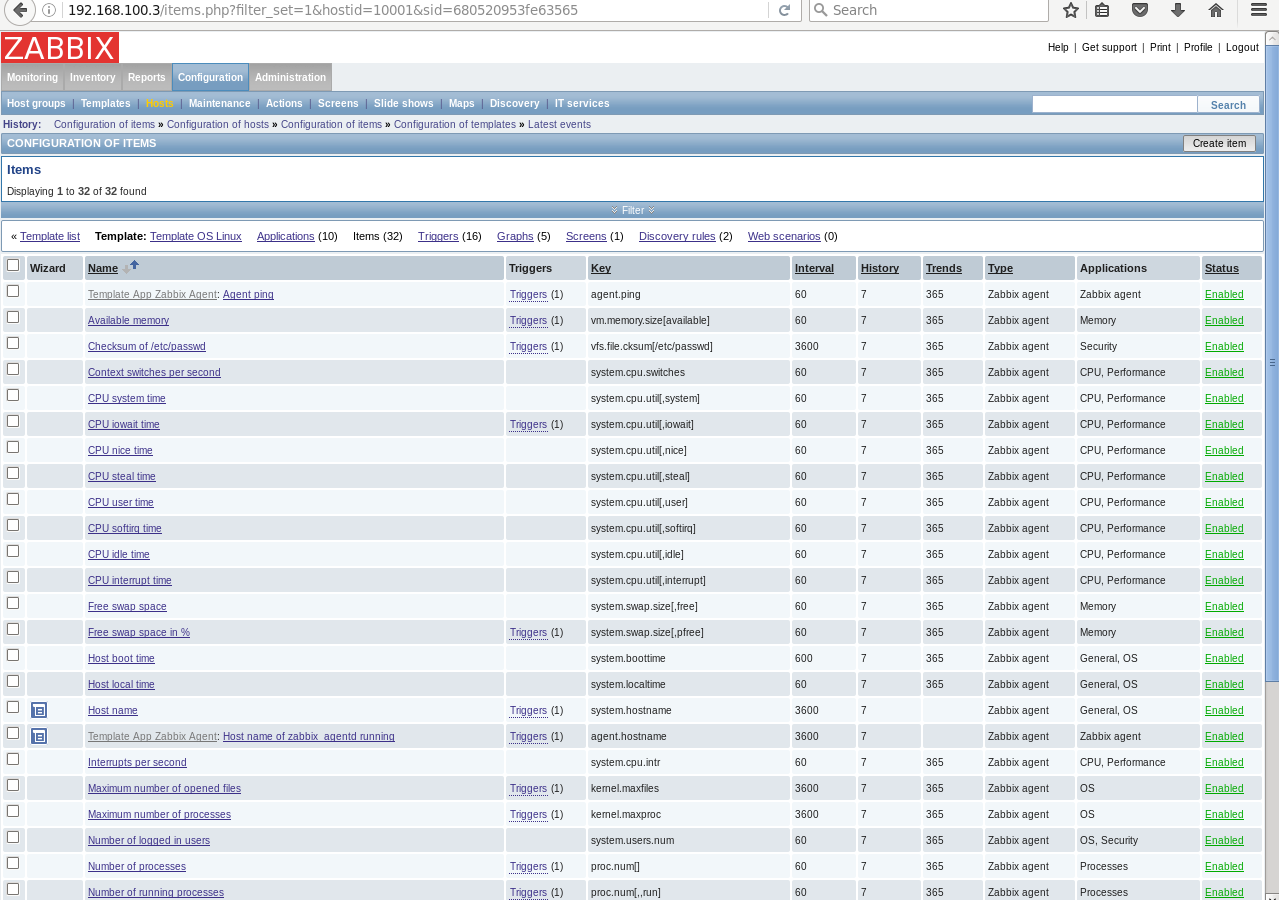 192.168.100.3/items.php?filter_set=1&hostid=10001&sid=680520953fe63565 Search
ZABBIX
Help | Get support | Print | Profile | Logout
Monitoring Inventory Reports Configuration Administration
Host groups | Templates | Hosts | Maintenance | Actions | Screens | Slide shows | Maps | Discovery | IT services Search
History: Configuration of items » Configuration of hosts » Configuration of items » Configuration of templates » Latest events
CONFIGURATION OF ITEMS Create item
Items
Displaying 1 to 32 of 32 found
Filter
« Template list Template: Template OS Linux Applications (10) Items (32) Triggers (16) Graphs (5) Screens (1) Discovery rules (2) Web scenarios (0)
Wizard Name Triggers Key Interval History Trends Type Applications Status
Template App Zabbix Agent: Agent ping Triggers (1) agent.ping 60 7 365 Zabbix agent Zabbix agent Enabled
Available memory Triggers (1) vm.memory.size[available] 60 7 365 Zabbix agent Memory Enabled
Checksum of /etc/passwd Triggers (1) vfs.file.cksum[/etc/passwd] 3600 7 365 Zabbix agent Security Enabled
Context switches per second system.cpu.switches 60 7 365 Zabbix agent CPU, Performance Enabled
CPU system time system.cpu.util[,system] 60 7 365 Zabbix agent CPU, Performance Enabled
CPU iowait time Triggers (1) system.cpu.util[,iowait] 60 7 365 Zabbix agent CPU, Performance Enabled
CPU nice time system.cpu.util[,nice] 60 7 365 Zabbix agent CPU, Performance Enabled
CPU steal time system.cpu.util[,steal] 60 7 365 Zabbix agent CPU, Performance Enabled
CPU user time system.cpu.util[,user] 60 7 365 Zabbix agent CPU, Performance Enabled
CPU softirq time system.cpu.util[,softirq] 60 7 365 Zabbix agent CPU, Performance Enabled
CPU idle time system.cpu.util[,idle] 60 7 365 Zabbix agent CPU, Performance Enabled
CPU interrupt time system.cpu.util[,interrupt] 60 7 365 Zabbix agent CPU, Performance Enabled
Free swap space system.swap.size[,free] 60 7 365 Zabbix agent Memory Enabled
Free swap space in % Triggers (1) system.swap.size[,pfree] 60 7 365 Zabbix agent Memory Enabled
Host boot time system.boottime 600 7 365 Zabbix agent General, OS Enabled
Host local time system.localtime 60 7 365 Zabbix agent General, OS Enabled
Host name Triggers (1) system.hostname 3600 7 Zabbix agent General, OS Enabled
Template App Zabbix Agent: Host name of zabbix_agentd running Triggers (1) agent.hostname 3600 7 Zabbix agent Zabbix agent Enabled
Interrupts per second system.cpu.intr 60 7 365 Zabbix agent CPU, Performance Enabled
Maximum number of opened files Triggers (1) kernel.maxfiles 3600 7 365 Zabbix agent OS Enabled
Maximum number of processes Triggers (1) kernel.maxproc 3600 7 365 Zabbix agent OS Enabled
Number of logged in users system.users.num 60 7 365 Zabbix agent OS, Security Enabled
Number of processes Triggers (1) proc.num[] 60 7 365 Zabbix agent Processes Enabled
Number of running processes Triggers (1) proc.num[,,run] 60 7 365 Zabbix agent Processes Enabled